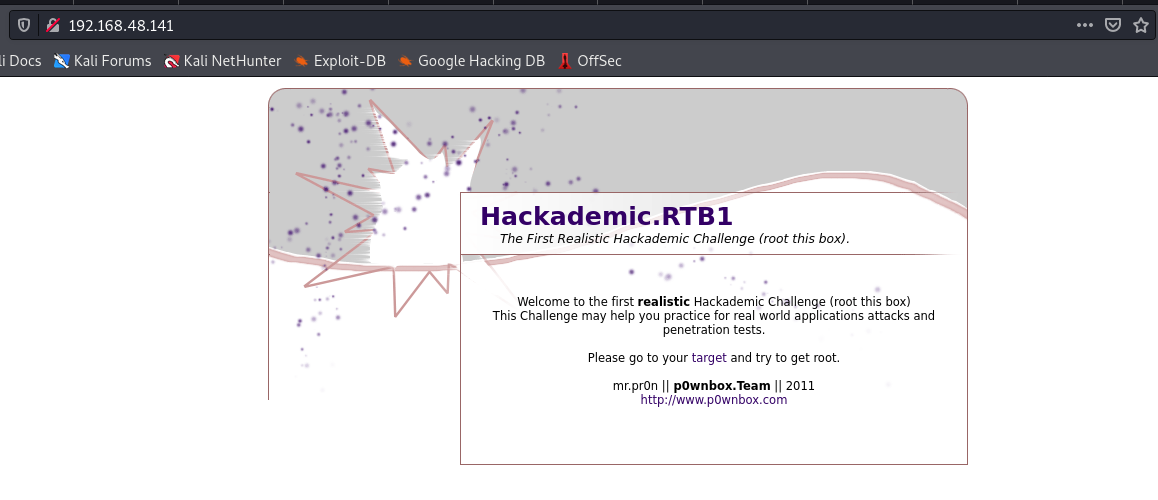 192.168.48.141
li Docs Kali Forums Kali NetHunter Exploit-DB Google Hacking DB OffSec
Hackademic.RTB1
The First Realistic Hackademic Challenge (root this box).
Welcome to the first realistic Hackademic Challenge (root this box)
This Challenge may help you practice for real world applications attacks and
penetration tests.
Please go to your target and try to get root.
mr.pr0n || p0wnbox.Team || 2011
http://www.p0wnbox.com